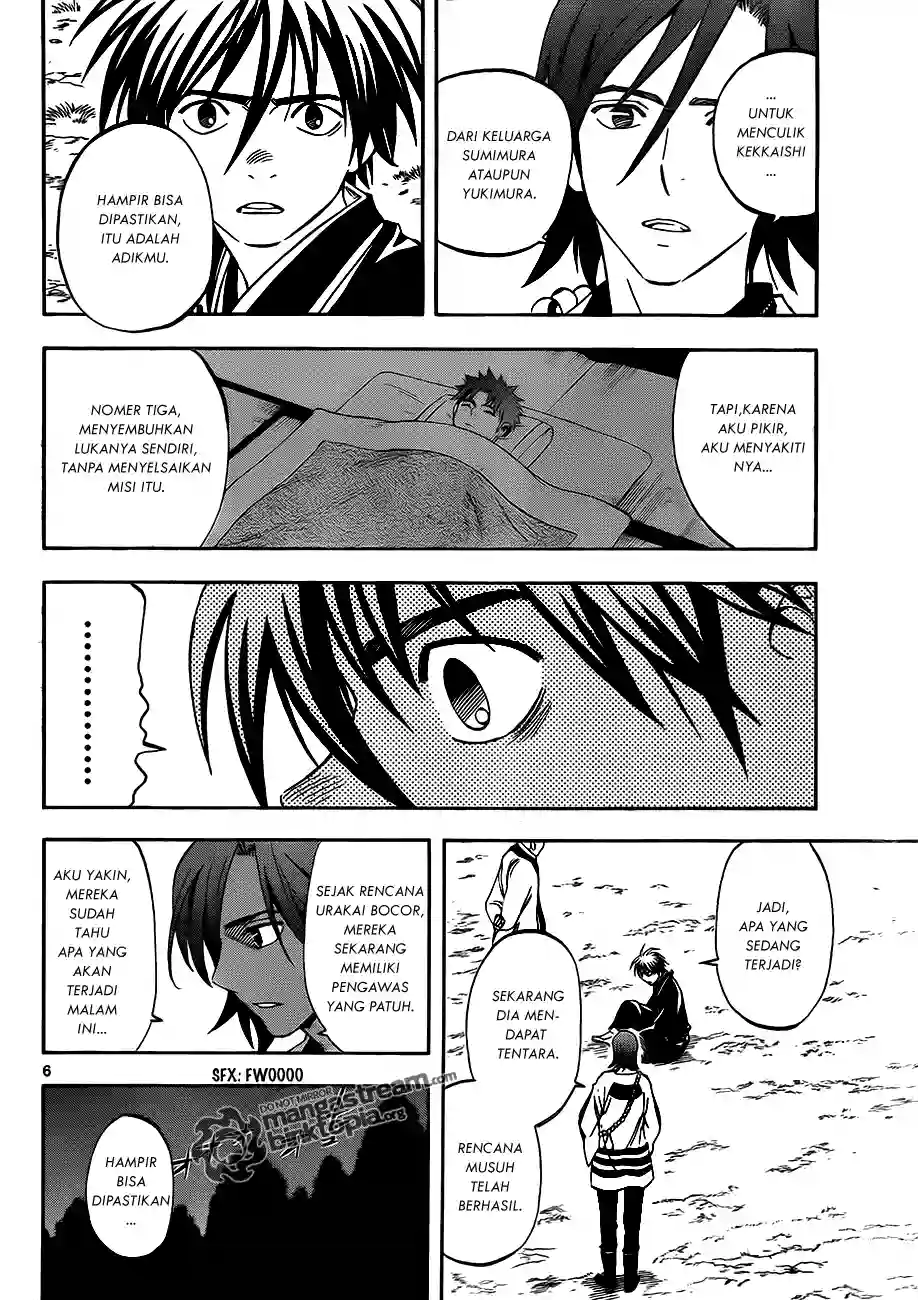 ...
UNTUK
MENCULIK
KEKKAISHI
...
DARI KELUARGA
SUMIMURA
ATAUPUN
YUKIMURA.
HAMPIR BISA
DIPASTIKAN,
ITU ADALAH
ADIKMU.
TAPI,KARENA
AKU PIKIR,
AKU MENYAKITI
NYA...
NOMER TIGA,
MENYEMBUHKAN
LUKANYA SENDIRI,
TANPA MENYELSAIKAN
MISI ITU.
..............
JADI,
APA YANG
SEDANG
TERJADI?
SEKARANG
DIA MEN-
DAPAT
TENTARA.
RENCANA
MUSUH
TELAH
BERHASIL.
SEJAK RENCANA
URAKAI BOCOR,
MEREKA
SEKARANG
MEMILIKI
PENGAWAS
YANG PATUH.
AKU YAKIN,
MEREKA
SUDAH
TAHU
APA YANG
AKAN
TERJADI
MALAM
INI...
6
SFX: FWOOOO
DO NOT MIRROR
mangastream.com
binktopia.org
HAMPIR
BISA
DIPASTIKAN
...